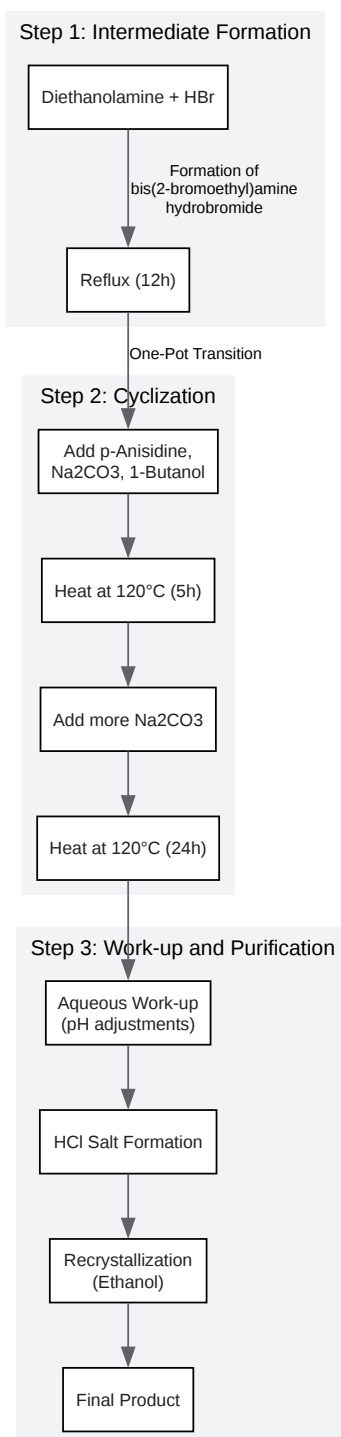 Step 1: Intermediate Formation
Diethanolamine + HBr
Formation of
bis(2-bromoethyl)amine
hydrobromide
Reflux (12h)
One-Pot Transition
Step 2: Cyclization
Add p-Anisidine,
Na2CO3, 1-Butanol
Heat at 120°C (5h)
Add more Na2CO3
Heat at 120°C (24h)
Step 3: Work-up and Purification
Aqueous Work-up
(pH adjustments)
HCl Salt Formation
Recrystallization
(Ethanol)
Final Product